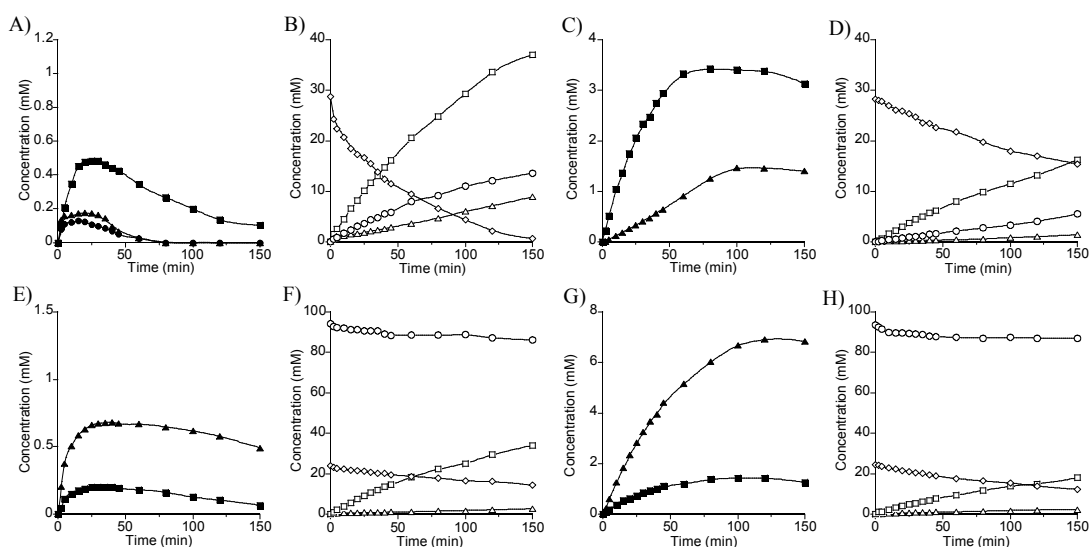 A)
Concentration (mM)
1.2
1
0.8
0.6
0.4
0.2
0
0 50 100 150
Time (min)
B)
Concentration (mM)
40
30
20
10
0
0 50 100 150
Time (min)
C)
Concentration (mM)
4
3
2
1
0
0 50 100 150
Time (min)
D)
Concentration (mM)
40
30
20
10
0
0 50 100 150
Time (min)
E)
Concentration (mM)
1.5
1
0.5
0
0 50 100 150
Time (min)
F)
Concentration (mM)
100
80
60
40
20
0
0 50 100 150
Time (min)
G)
Concentration (mM)
8
6
4
2
0
0 50 100 150
Time (min)
H)
Concentration (mM)
100
80
60
40
20
0
0 50 100 150
Time (min)